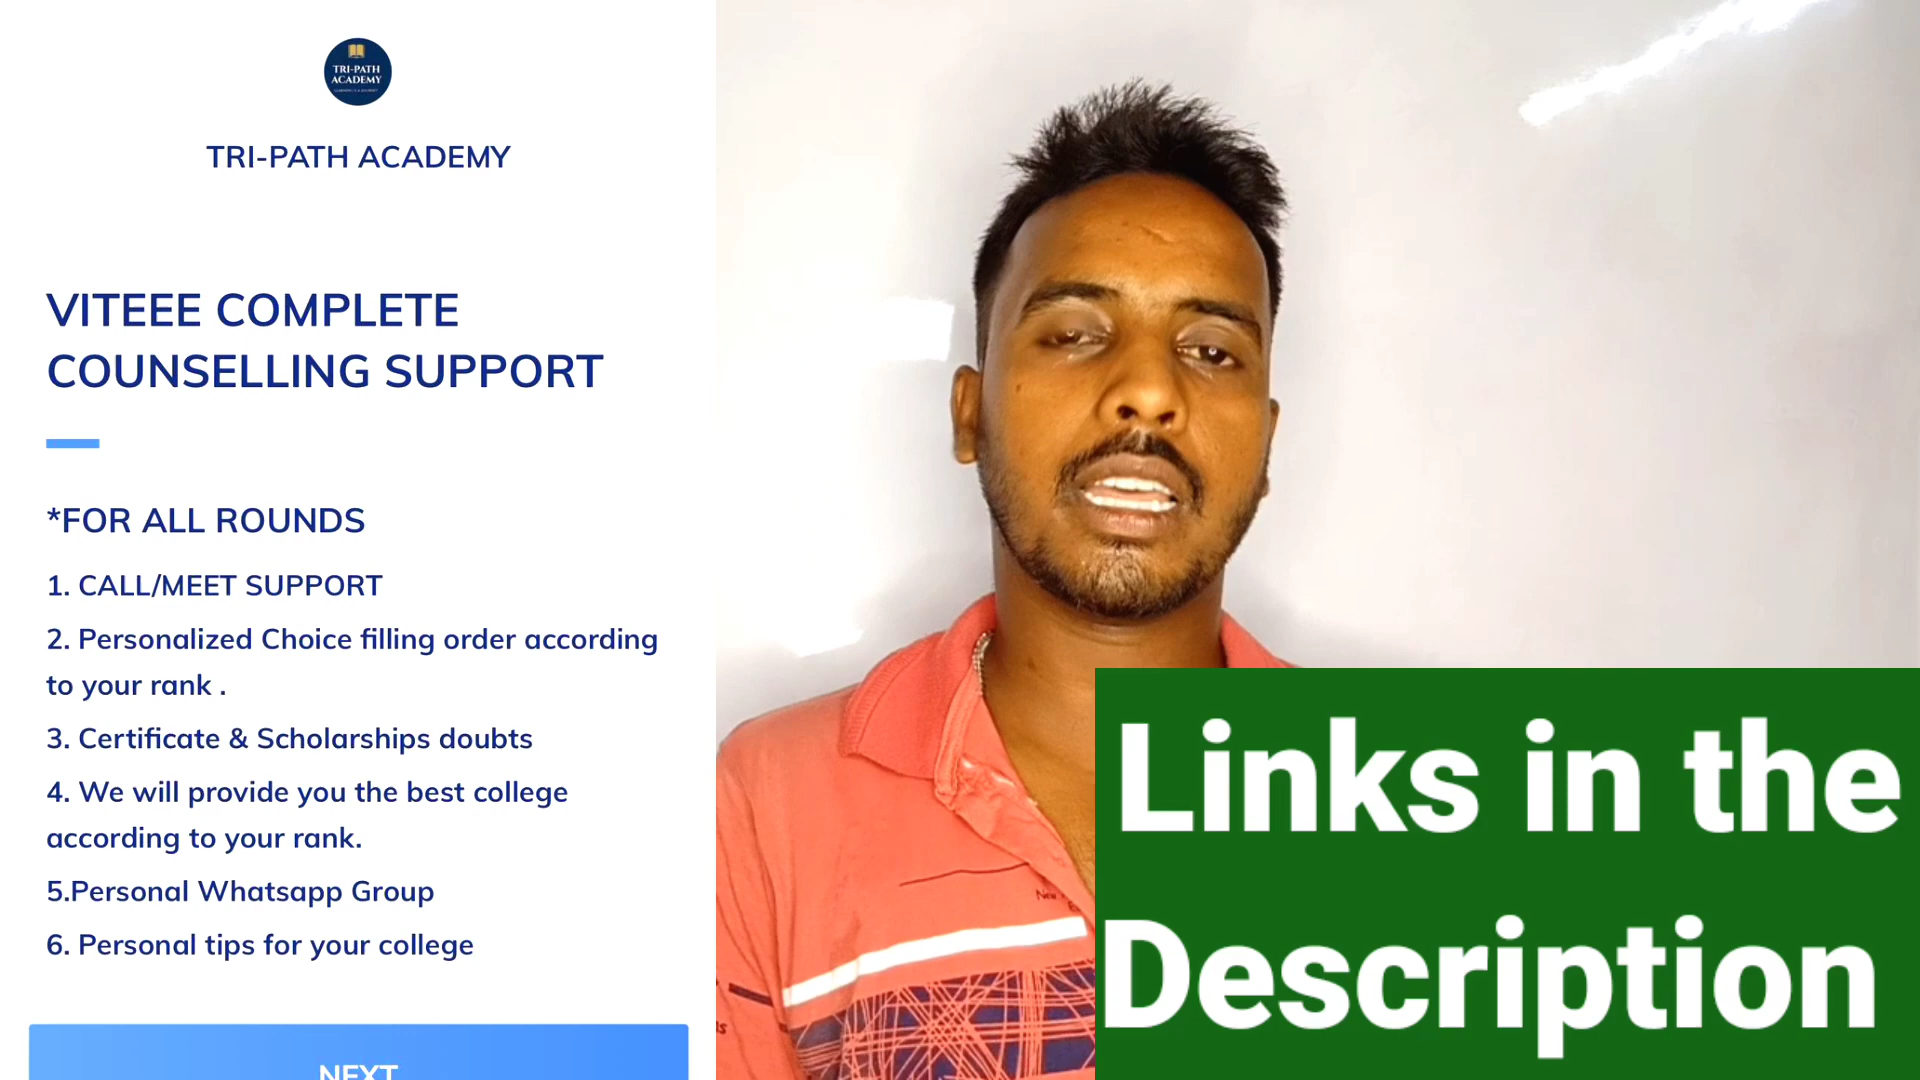 TRI-PATH
ACADEMY
TRI-PATH ACADEMY
VITEEE COMPLETE
COUNSELLING SUPPORT
*FOR ALL ROUNDS
1. CALL/MEET SUPPORT
2. Personalized Choice filling order according
to your rank .
3. Certificate & Scholarships doubts
4. We will provide you the best college
according to your rank.
5.Personal Whatsapp Group
6. Personal tips for your college
NEXT
Links in the
Description